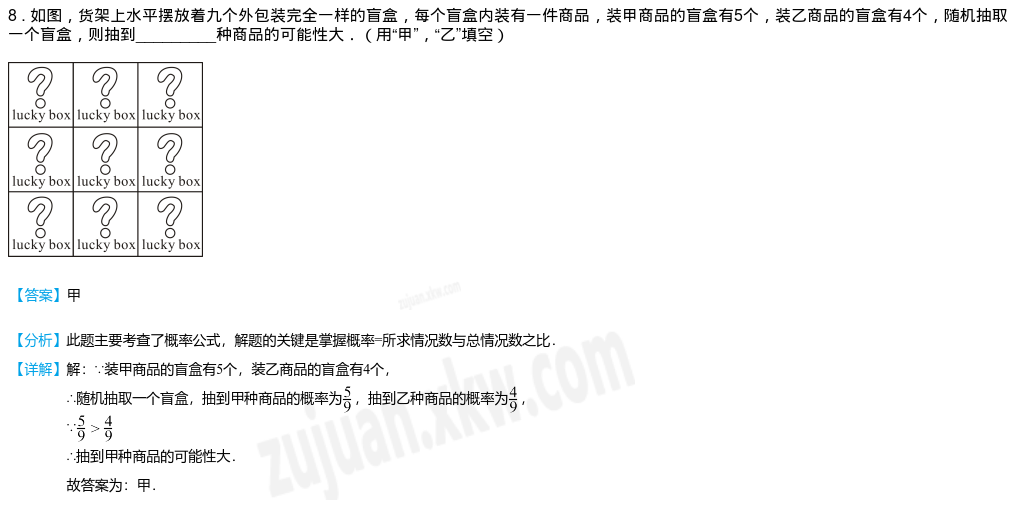 8．如图，货架上水平摆放着九个外包装完全一样的盲盒，每个盲盒内装有一件商品，装甲商品的盲盒有5个，装乙商品的盲盒有4个，随机抽取
一个盲盒，则抽到__________种商品的可能性大．（用“甲”，“乙”填空）
? ? ?
lucky box lucky box lucky box
? ? ?
lucky box lucky box lucky box
? ? ?
lucky box lucky box lucky box
【答案】甲
zujuan.xkw.com
【分析】此题主要考查了概率公式，解题的关键是掌握概率=所求情况数与总情况数之比．
【详解】解：∵装甲商品的盲盒有5个，装乙商品的盲盒有4个，
∴随机抽取一个盲盒，抽到甲种商品的概率为5/9，抽到乙种商品的概率为4/9，
∵5/9 > 4/9
∴抽到甲种商品的可能性大．
故答案为：甲．
zujuan.xkw.com